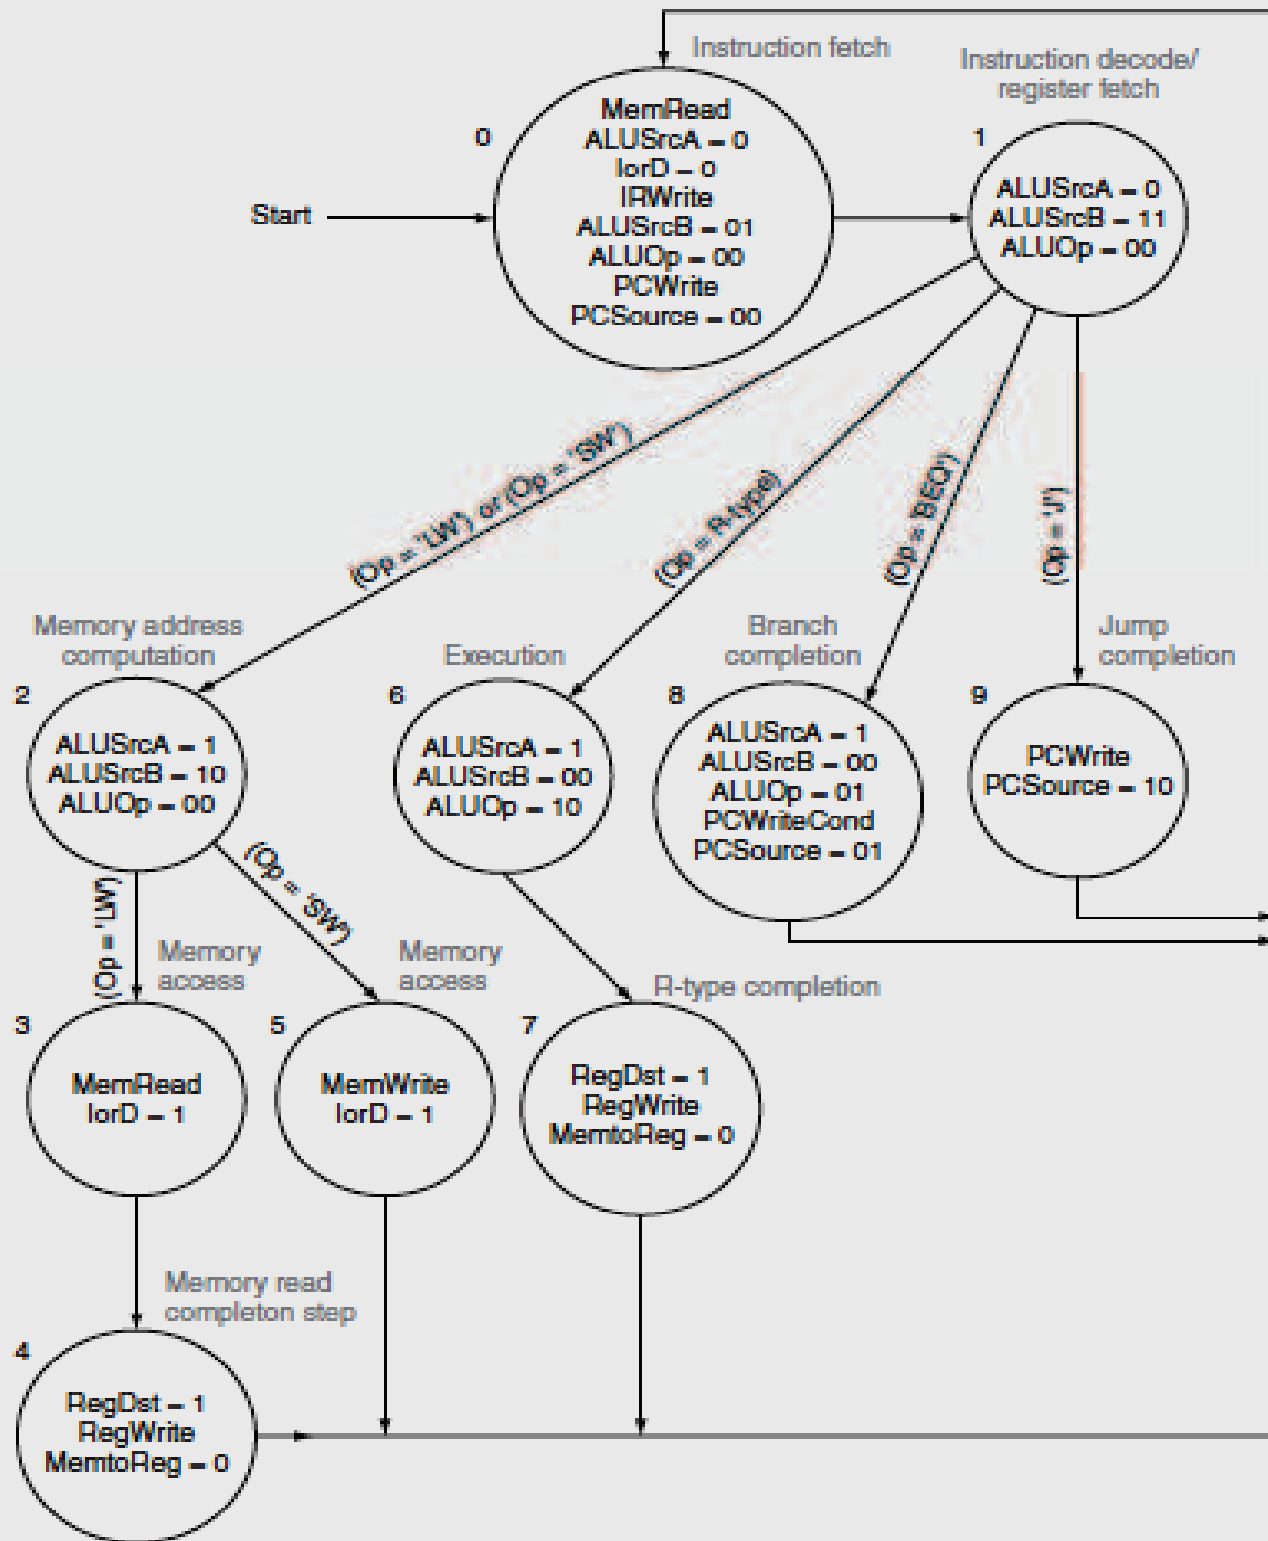 Instruction fetch
Instruction decode/
register fetch
0
MemRead
ALUSrcA = 0
IorD = 0
IRWrite
ALUSrcB = 01
ALUOp = 00
PCWrite
PCSource = 00
1
ALUSrcA = 0
ALUSrcB = 11
ALUOp = 00
Start
(Op = 'LW') or (Op = 'SW')
(Op = R-type)
(Op = 'BEQ')
(Op = 'J')
Memory address
computation
2
ALUSrcA = 1
ALUSrcB = 10
ALUOp = 00
Execution
6
ALUSrcA = 1
ALUSrcB = 00
ALUOp = 10
Branch
completion
8
ALUSrcA = 1
ALUSrcB = 00
ALUOp = 01
PCWriteCond
PCSource = 01
Jump
completion
9
PCWrite
PCSource = 10
(Op = 'LW')
(Op = 'SW')
Memory
access
3
MemRead
IorD = 1
Memory
access
5
MemWrite
IorD = 1
R-type completion
7
RegDst = 1
RegWrite
MemtoReg = 0
Memory read
completon step
4
RegDst = 1
RegWrite
MemtoReg = 0